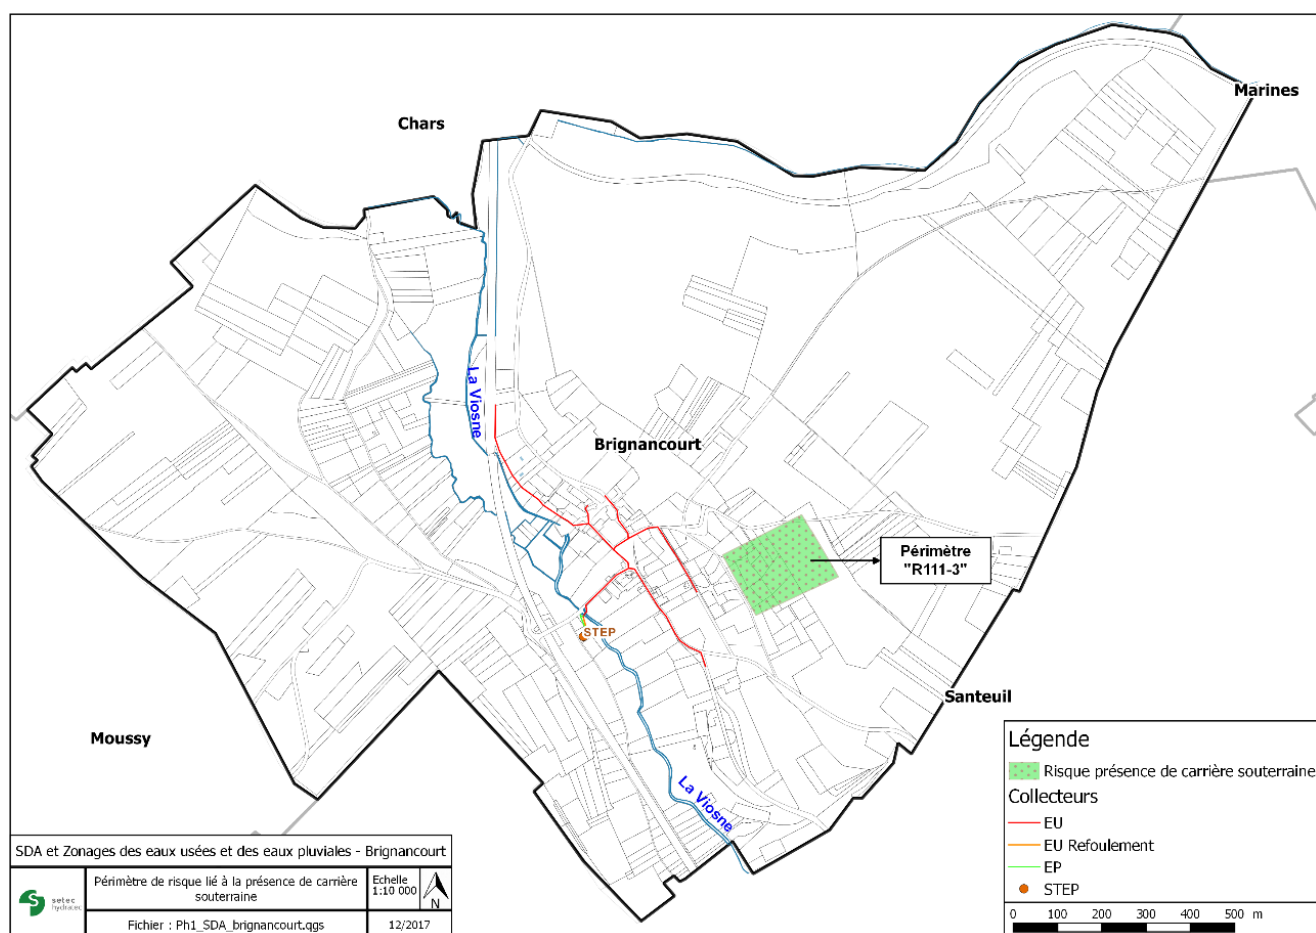 Marines
Chars
La Viosne
Brignancourt
Périmètre
"R111-3"
STEP
Santeuil
Moussy
La Viosne
Légende
Risque présence de carrière souterraine
Collecteurs
EU
EU Refoulement
EP
STEP
0 100 200 300 400 500 m
SDA et Zonages des eaux usées et des eaux pluviales - Brignancourt
setec
hydratec
Périmètre de risque lié à la présence de carrière
souterraine
Echelle
1:10 000
N
Fichier : Ph1_SDA_brignancourt.qgs
12/2017